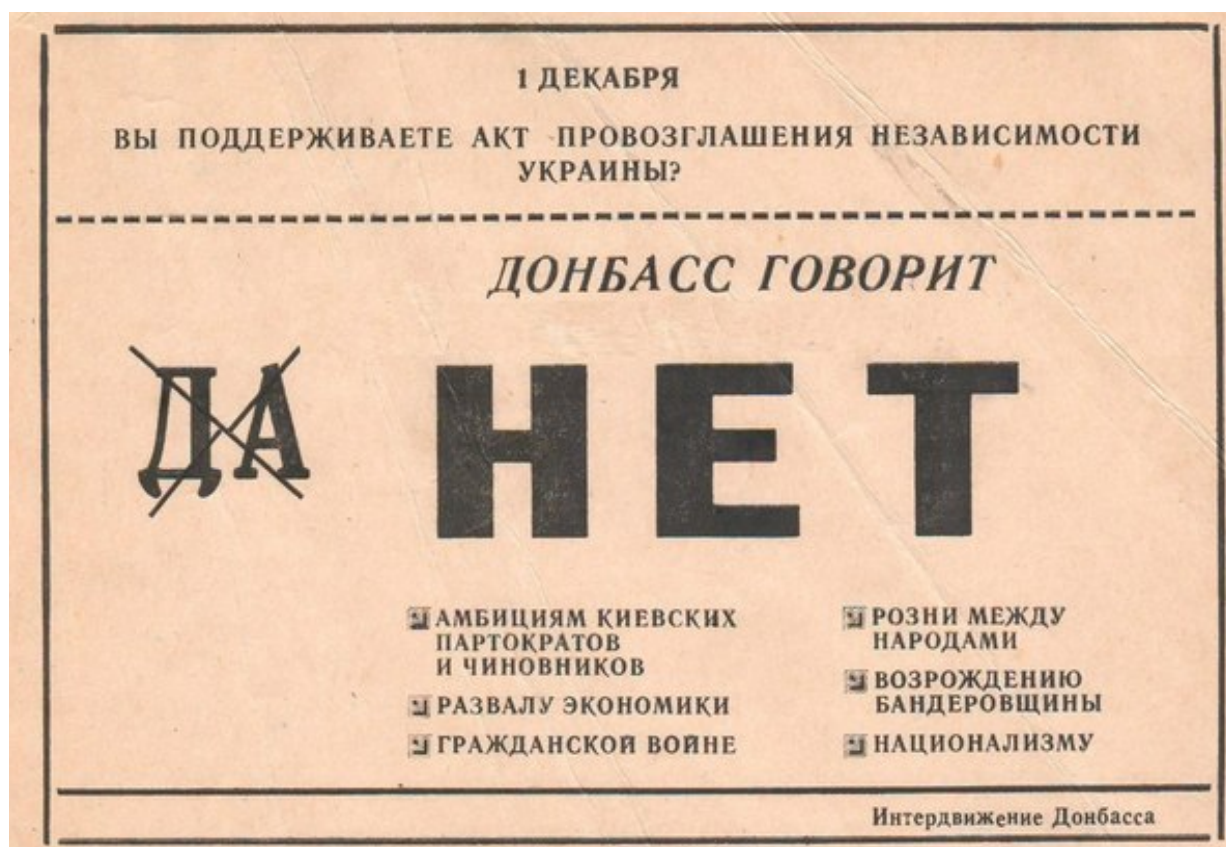 1 ДЕКАБРЯ
ВЫ ПОДДЕРЖИВАЕТЕ АКТ ПРОВОЗГЛАШЕНИЯ НЕЗАВИСИМОСТИ
УКРАИНЫ?
ДОНБАСС ГОВОРИТ
ДА НЕТ
АМБИЦИЯМ КИЕВСКИХ
ПАРТОКРАТОВ
И ЧИНОВНИКОВ
РАЗВАЛУ ЭКОНОМИКИ
ГРАЖДАНСКОЙ ВОЙНЕ
РОЗНИ МЕЖДУ
НАРОДАМИ
ВОЗРОЖДЕНИЮ
БАНДЕРОВЩИНЫ
НАЦИОНАЛИЗМУ
Интердвижение Донбасса